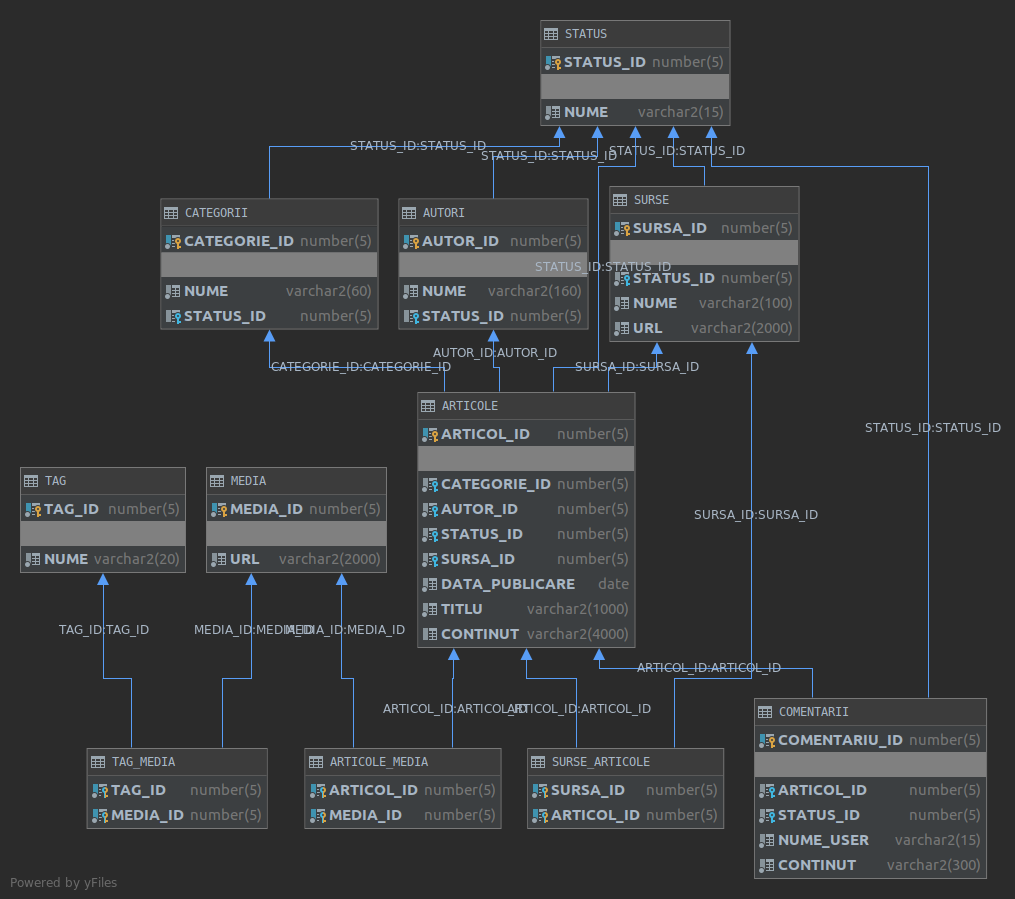 STATUS
STATUS_ID number(5)
NUME varchar2(15)
STATUS_ID:STATUS_ID
STATUS_ID:STATUS_ID
STATUS_ID:STATUS_ID
CATEGORII
CATEGORIE_ID number(5)
NUME varchar2(60)
STATUS_ID number(5)
AUTORI
AUTOR_ID number(5)
NUME varchar2(160)
STATUS_ID number(5)
SURSE
SURSA_ID number(5)
STATUS_ID number(5)
NUME varchar2(100)
URL varchar2(2000)
STATUS_ID:STATUS_ID
AUTOR_ID:AUTOR_ID
CATEGORIE_ID:CATEGORIE_ID
SURSA_ID:SURSA_ID
ARTICOLE
ARTICOL_ID number(5)
CATEGORIE_ID number(5)
AUTOR_ID number(5)
STATUS_ID number(5)
SURSA_ID number(5)
DATA_PUBLICARE date
TITLU varchar2(1000)
CONTINUT varchar2(4000)
STATUS_ID:STATUS_ID
TAG
TAG_ID number(5)
NUME varchar2(20)
MEDIA
MEDIA_ID number(5)
URL varchar2(2000)
SURSA_ID:SURSA_ID
TAG_ID:TAG_ID
MEDIA_ID:MEDIA_ID
MEDIA_ID:MEDIA_ID
ARTICOL_ID:ARTICOL_ID
ARTICOL_ID:ARTICOL_ID
ARTICOL_ID:ARTICOL_ID
TAG_MEDIA
TAG_ID number(5)
MEDIA_ID number(5)
ARTICOLE_MEDIA
ARTICOL_ID number(5)
MEDIA_ID number(5)
SURSE_ARTICOLE
SURSA_ID number(5)
ARTICOL_ID number(5)
COMENTARII
COMENTARIU_ID number(5)
ARTICOL_ID number(5)
STATUS_ID number(5)
NUME_USER varchar2(15)
CONTINUT varchar2(300)
Powered by yFiles